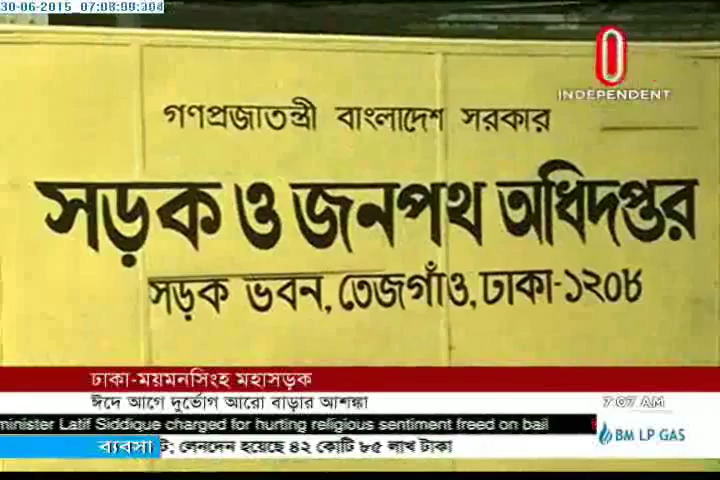 30-06-2015 07:08:59:304
INDEPENDENT
গণপ্রজাতন্ত্রী বাংলাদেশ সরকার
সড়ক ও জনপথ অধিদপ্তর
সড়ক ভবন, তেজগাঁও, ঢাকা-১২০৮
ঢাকা-ময়মনসিংহ মহাসড়ক
ঈদে আগে দুর্ভোগ আরো বাড়ার আশঙ্কা
7:07 AM
minister Latif Siddique charged for hurting religious sentiment freed on bail
BM LP GAS
ব্যবসা
টি; লেনদেন হয়েছে ৪২ কোটি ৮৫ লাখ টাকা